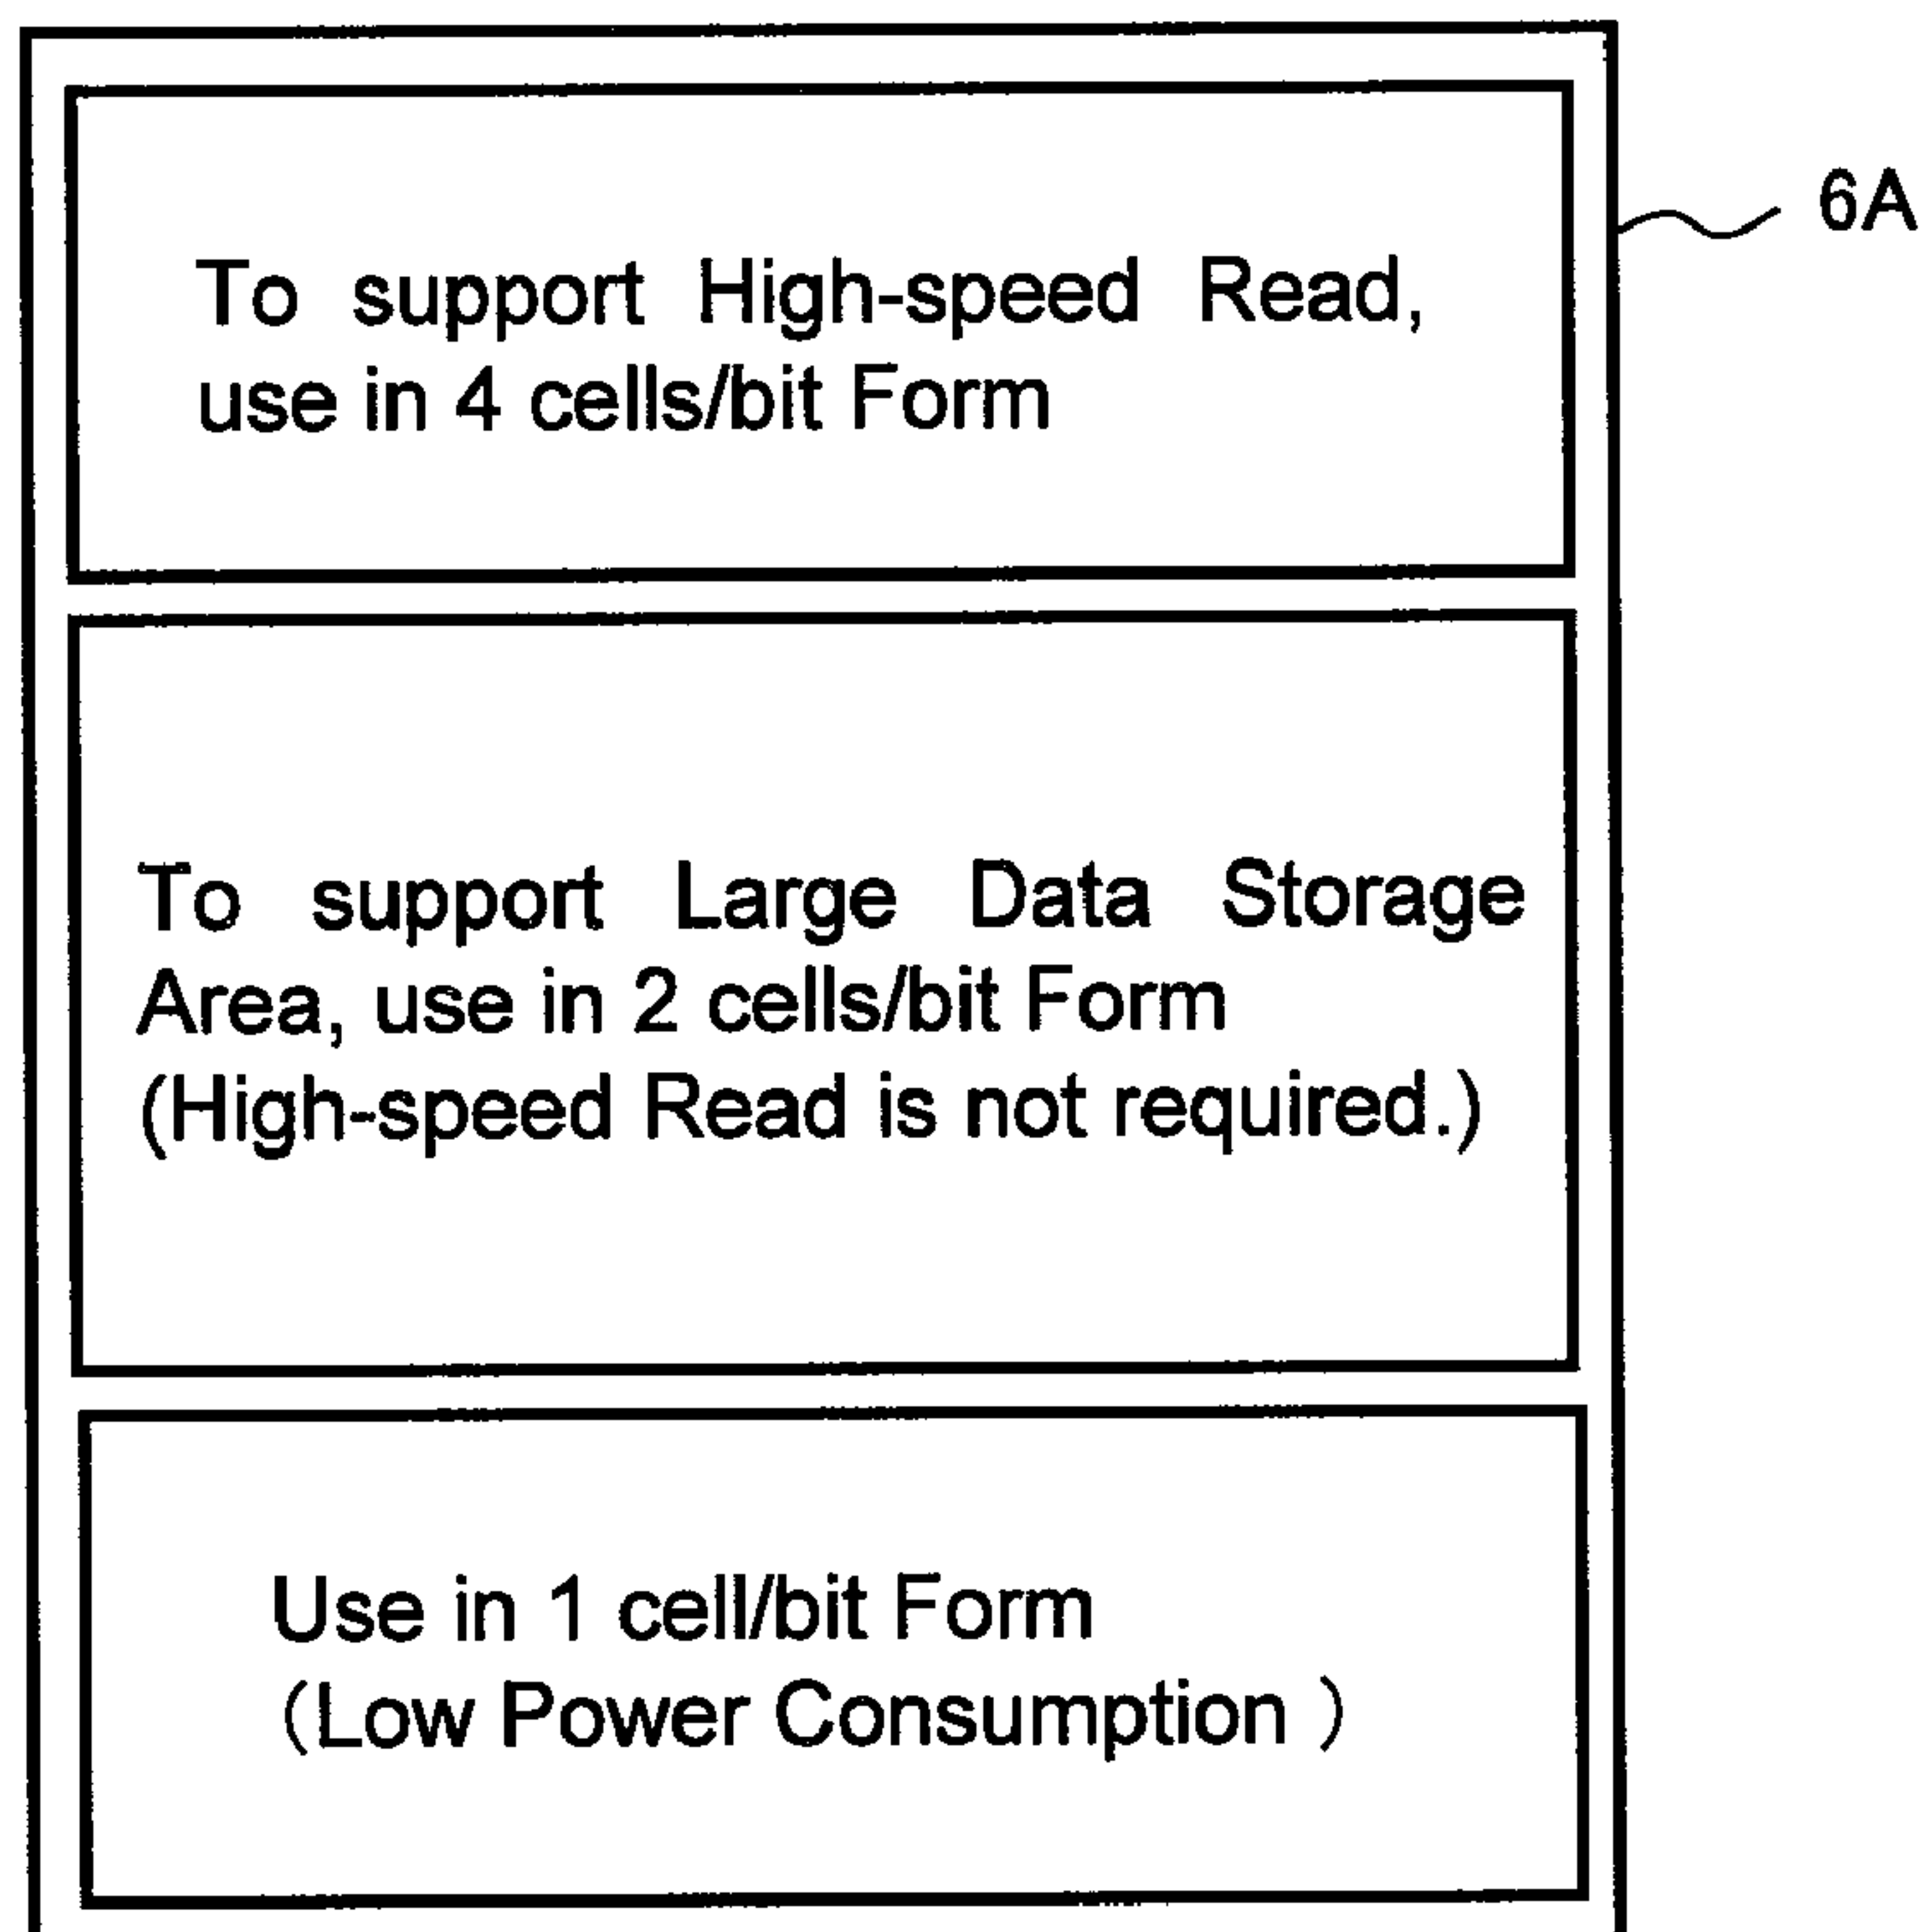 6A
To support High-speed Read,
use in 4 cells/bit Form
To support Large Data Storage
Area, use in 2 cells/bit Form
(High-speed Read is not required.)
Use in 1 cell/bit Form
(Low Power Consumption )